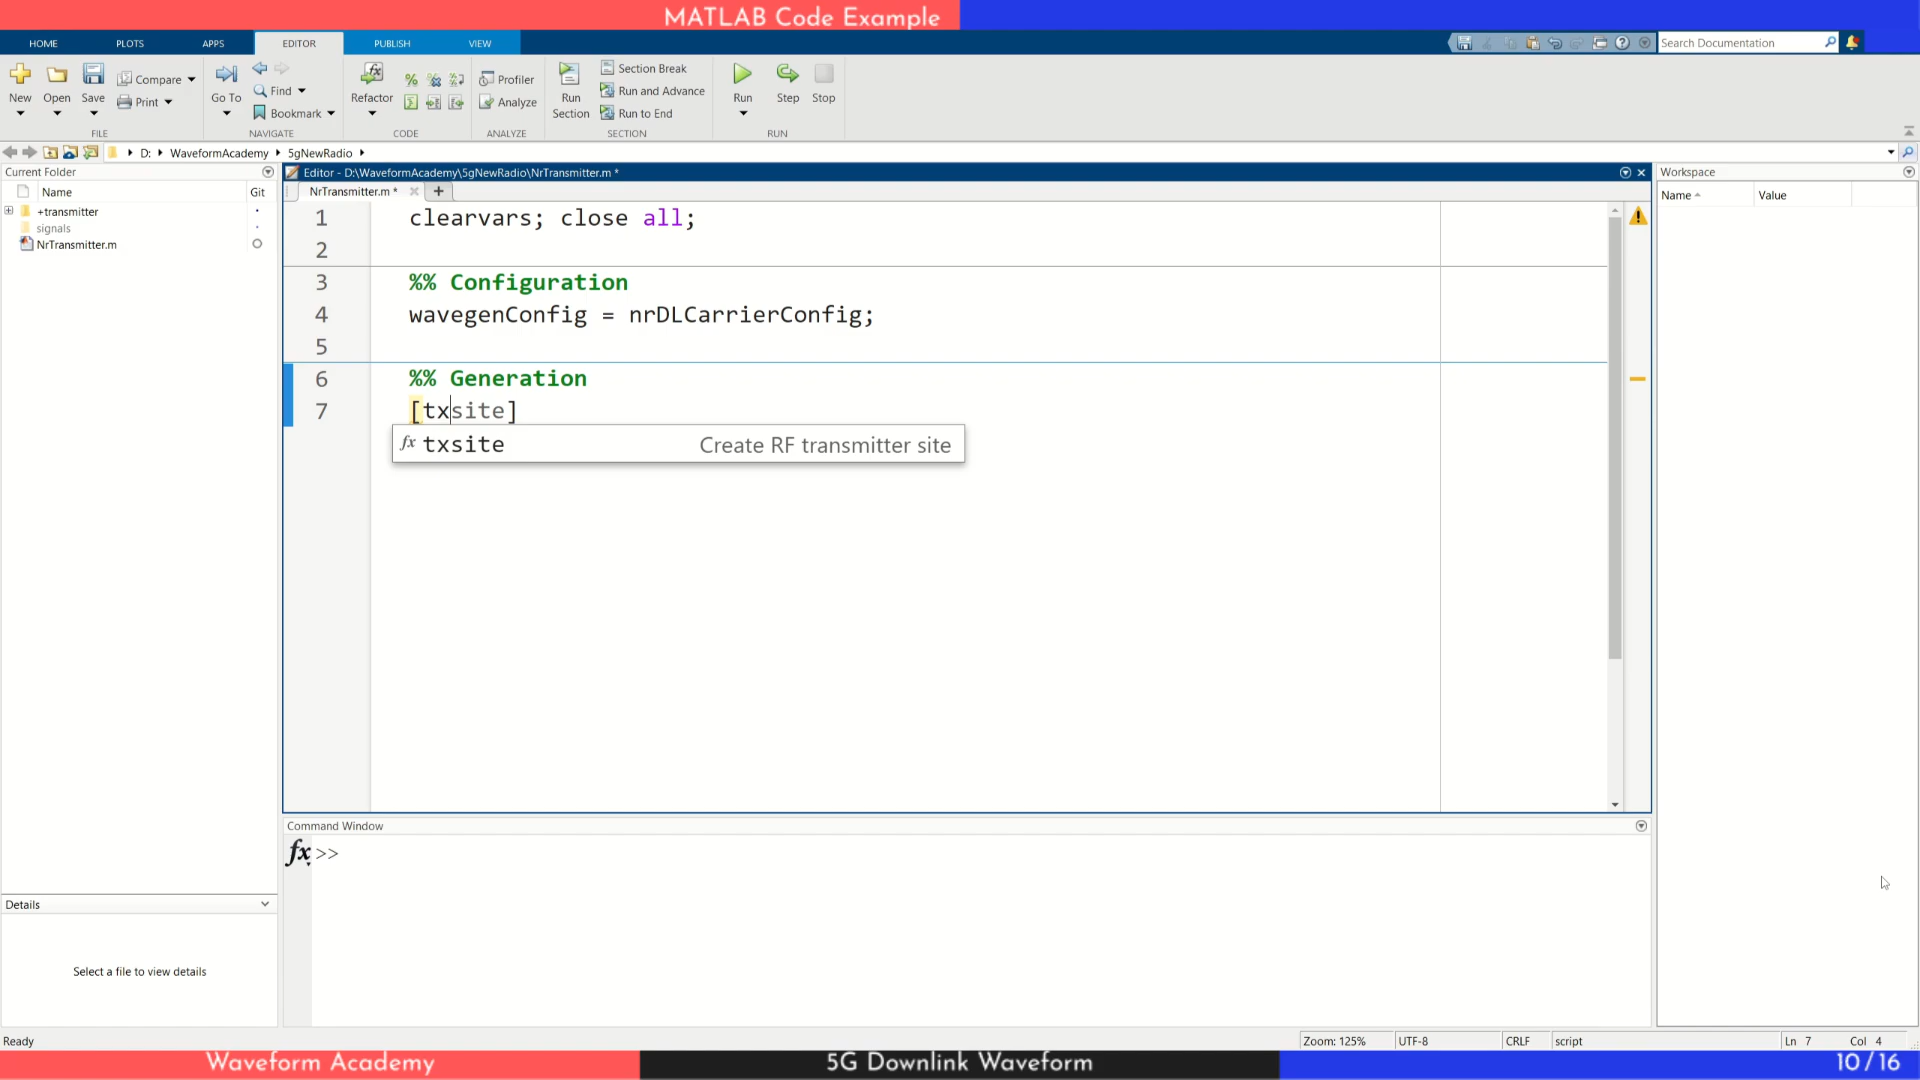 MATLAB Code Example
HOME PLOTS APPS EDITOR PUBLISH VIEW
Search Documentation
New Open Save Compare Print
FILE
Go To Find Bookmark
NAVIGATE
Refactor
CODE
Profiler
Analyze
ANALYZE
Run Section
Section Break
Run and Advance
Run to End
SECTION
Run Step Stop
RUN
D: WaveformAcademy 5gNewRadio
Current Folder
Name Git
+transmitter
signals
NrTransmitter.m
Editor - D:\WaveformAcademy\5gNewRadio\NrTransmitter.m *
NrTransmitter.m * +
1 clearvars; close all;
2
3 %% Configuration
4 wavegenConfig = nrDLCarrierConfig;
5
6 %% Generation
7 [txsite]
fx txsite Create RF transmitter site
Workspace
Name Value
Command Window
fx >>
Details
Select a file to view details
Ready
Zoom: 125% UTF-8 CRLF script Ln 7 Col 4
Waveform Academy
5G Downlink Waveform
10/16